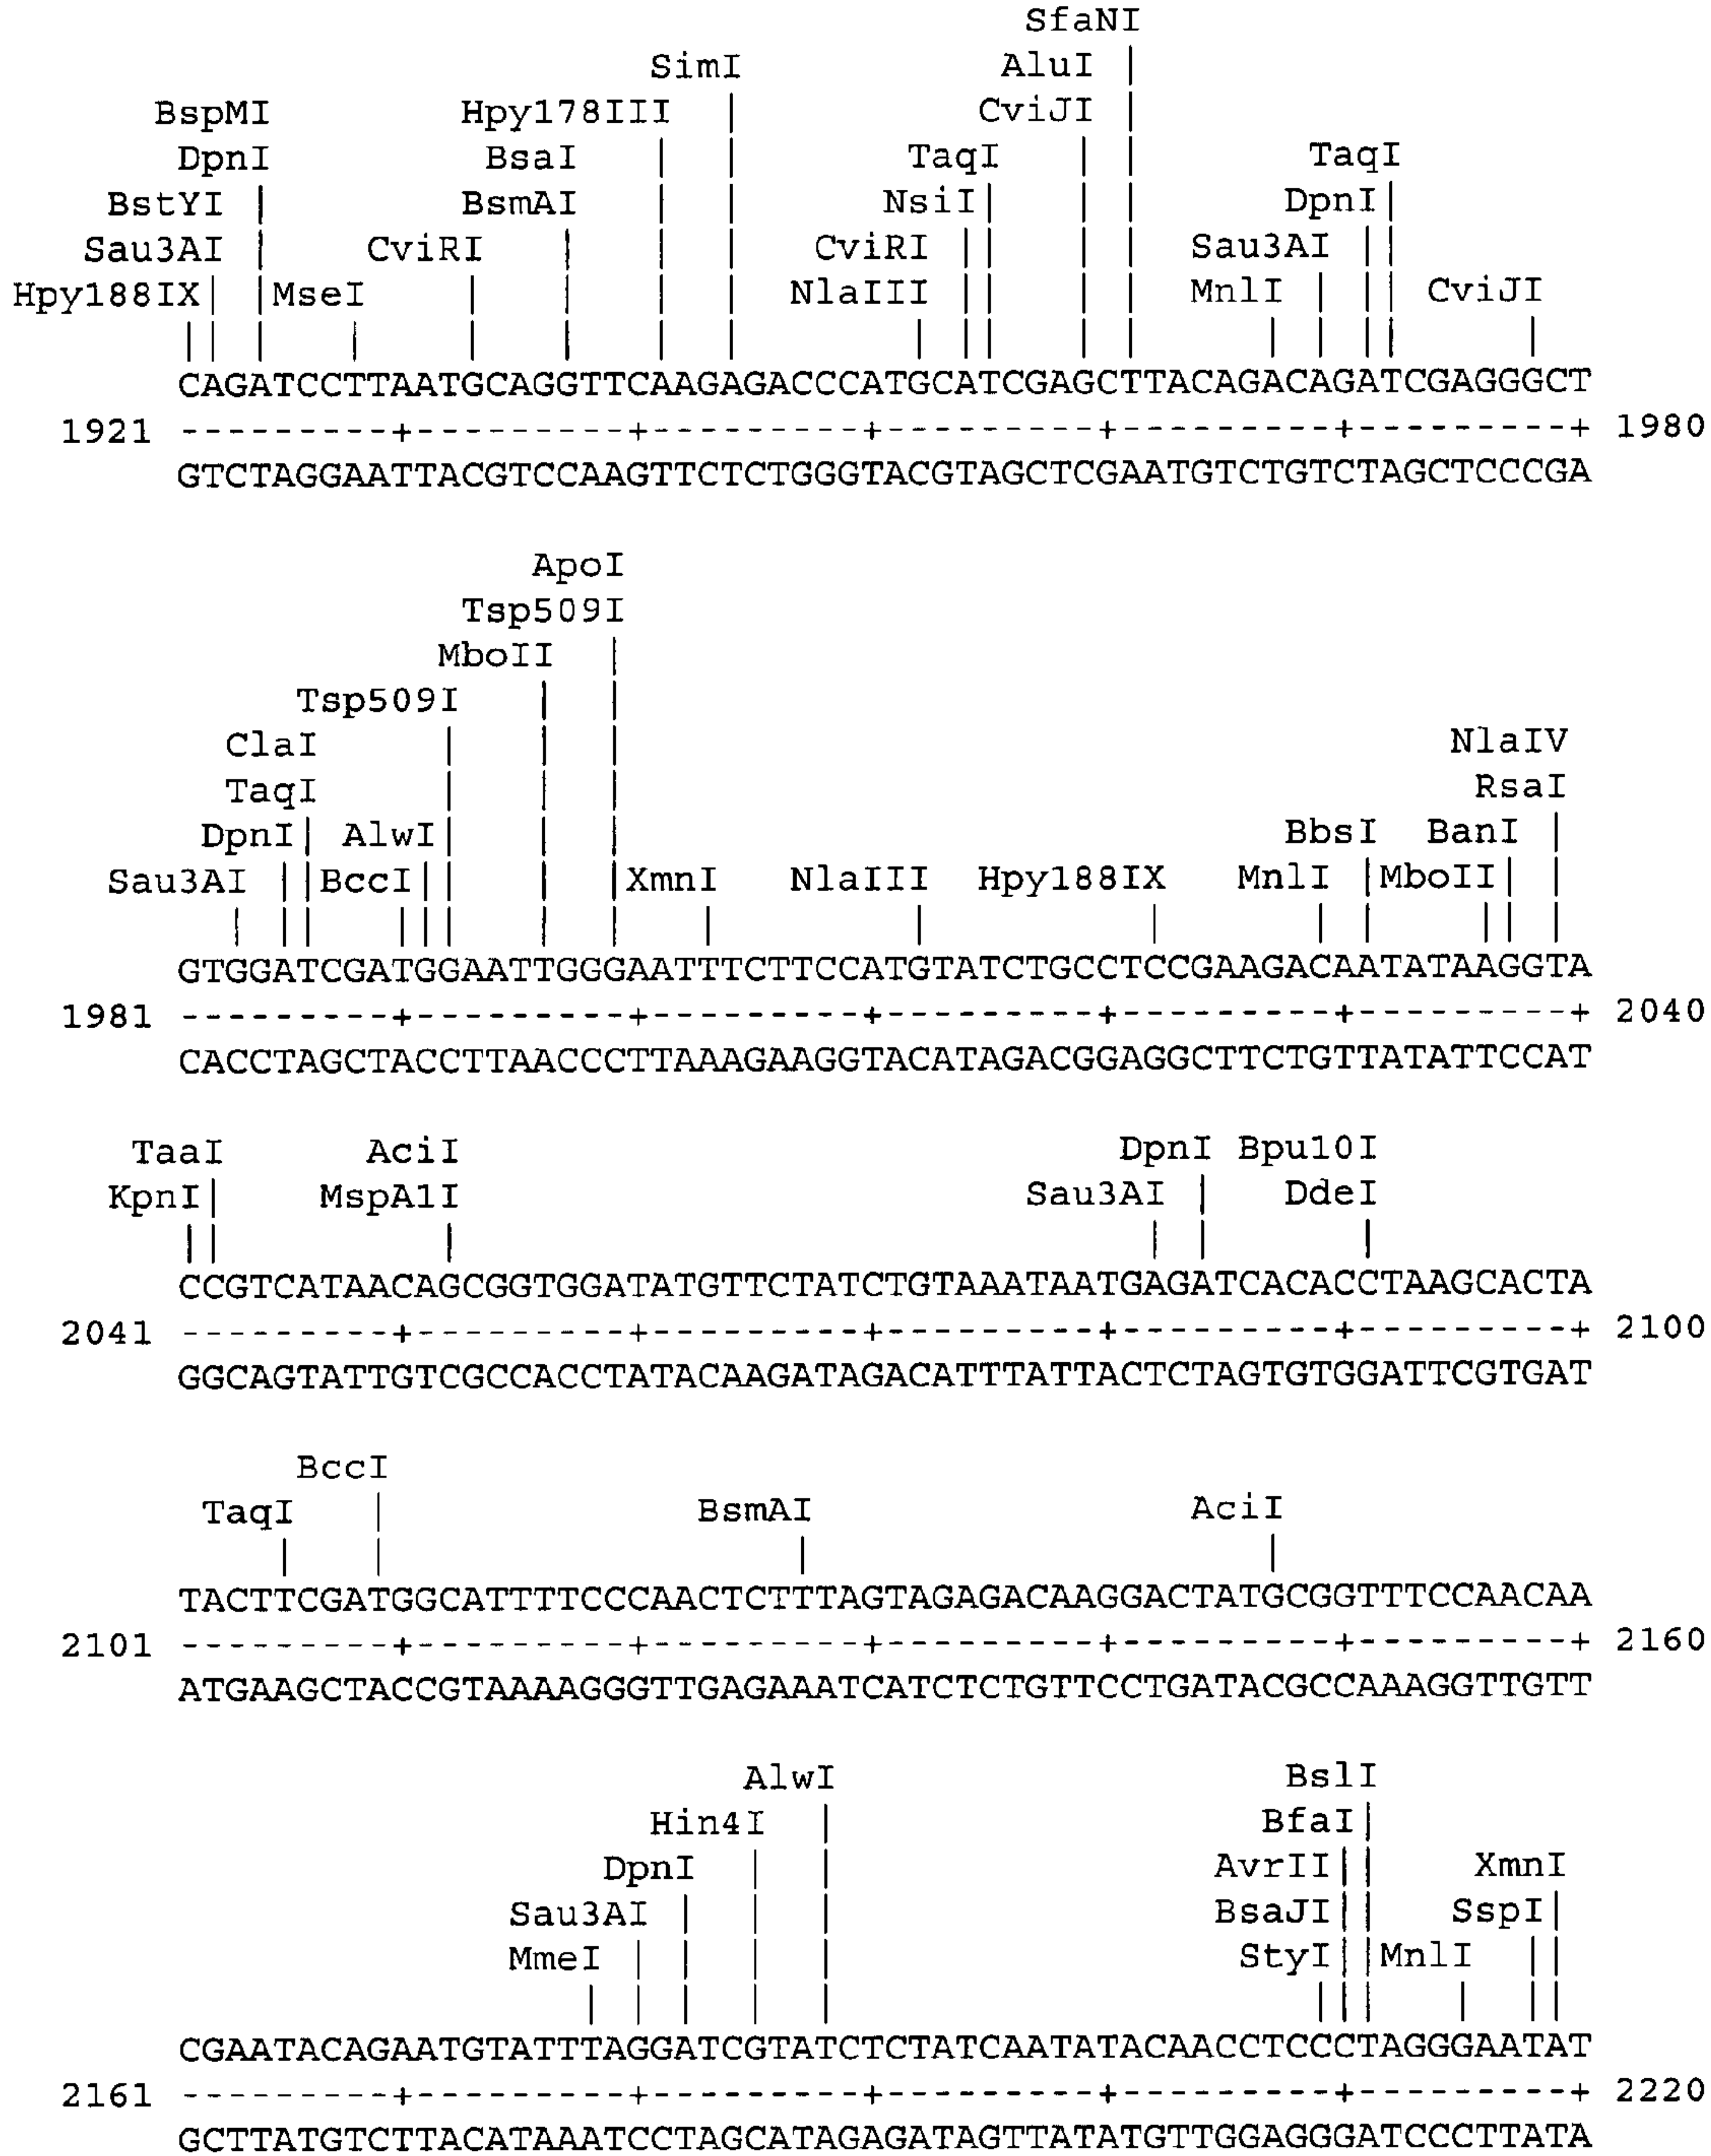 SfaNI
SimI AluI |
BspMI Hpy178III | CviJI |
DpnI BsaI | | TaqI | | TaqI
BstYI | BsmAI | | NsiI| | | DpnI|
Sau3AI | CviRI | | | CviRI || | | Sau3AI ||
Hpy188IX| |MseI | | | | NlaIII || | | MnlI | || CviJI
|| | | | | | | | || | | | | || |
CAGATCCTTAATGCAGGTTCAAGAGACCCATGCATCGAGCTTACAGACAGATCGAGGGCT
1921 ---------+---------+---------+---------+---------+---------+ 1980
GTCTAGGAATTACGTCCAAGTTCTCTGGGTACGTAGCTCGAATGTCTGTCTAGCTCCCGA
ApoI
Tsp509I
MboII |
Tsp509I | |
ClaI | | | NlaIV
TaqI | | | RsaI
DpnI| AlwI| | | BbsI BanI |
Sau3AI || BccI|| | |XmnI NlaIII Hpy188IX MnlI |MboII| |
| || ||| | | | | | | | || |
GTGGATCGATGGAATTGGGAATTTCTTCCATGTATCTGCCTCCGAAGACAATATAAGGTA
1981 ---------+---------+---------+---------+---------+---------+ 2040
CACCTAGCTACCTTAACCCTTAAAGAAGGTACATAGACGGAGGCTTCTGTTATATTCCAT
TaaI AciI DpnI Bpu10I
KpnI| MspA1I Sau3AI | DdeI
|| | | | |
CCGTCATAACAGCGGTGGATATGTTCTATCTGTAAATAATGAGATCACACCTAAGCACTA
2041 ---------+---------+---------+---------+---------+---------+ 2100
GGCAGTATTGTCGCCACCTATACAAGATAGACATTTATTACTCTAGTGTGGATTCGTGAT
BccI
TaqI | BsmAI AciI
| | | |
TACTTCGATGGCATTTTCCCAACTCTTTAGTAGAGACAAGGACTATGCGGTTTCCAACAA
2101 ---------+---------+---------+---------+---------+---------+ 2160
ATGAAGCTACCGTAAAAGGGTTGAGAAATCATCTCTGTTCCTGATACGCCAAAGGTTGTT
AlwI BslI
Hin4I | BfaI|
DpnI | | AvrII|| XmnI
Sau3AI | | | BsaJI|| SspI|
MmeI | | | | StyI||MnlI ||
| | | | | ||| | ||
CGAATACAGAATGTATTTAGGATCGTATCTCTATCAATATACAACCTCCCTAGGGAATAT
2161 ---------+---------+---------+---------+---------+---------+ 2220
GCTTATGTCTTACATAAATCCTAGCATAGAGATAGTTATATGTTGGAGGGATCCCTTATA